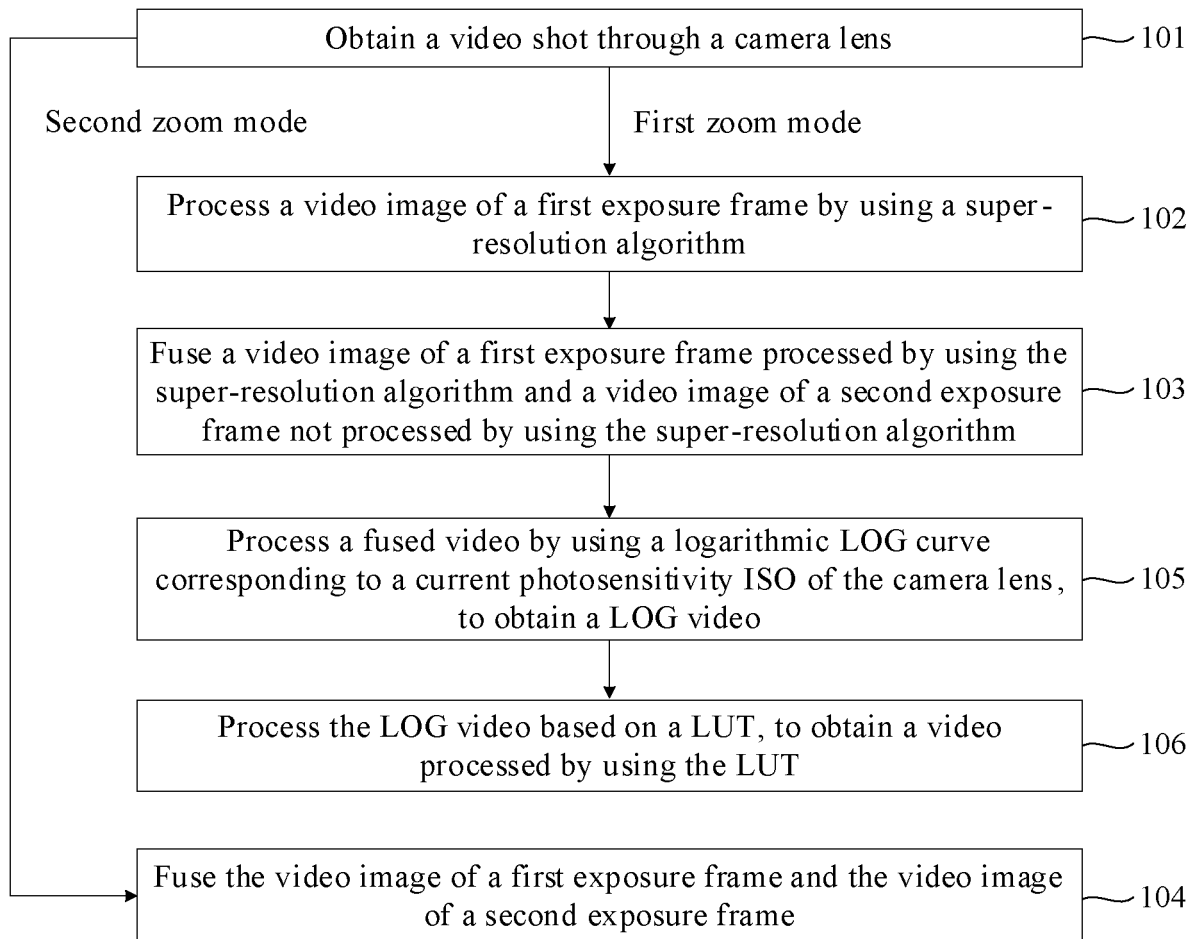 Obtain a video shot through a camera lens
101
Second zoom mode
First zoom mode
Process a video image of a first exposure frame by using a super-
resolution algorithm
102
Fuse a video image of a first exposure frame processed by using the
super-resolution algorithm and a video image of a second exposure
frame not processed by using the super-resolution algorithm
103
Process a fused video by using a logarithmic LOG curve
corresponding to a current photosensitivity ISO of the camera lens,
to obtain a LOG video
105
Process the LOG video based on a LUT, to obtain a video
processed by using the LUT
106
Fuse the video image of a first exposure frame and the video image
of a second exposure frame
104